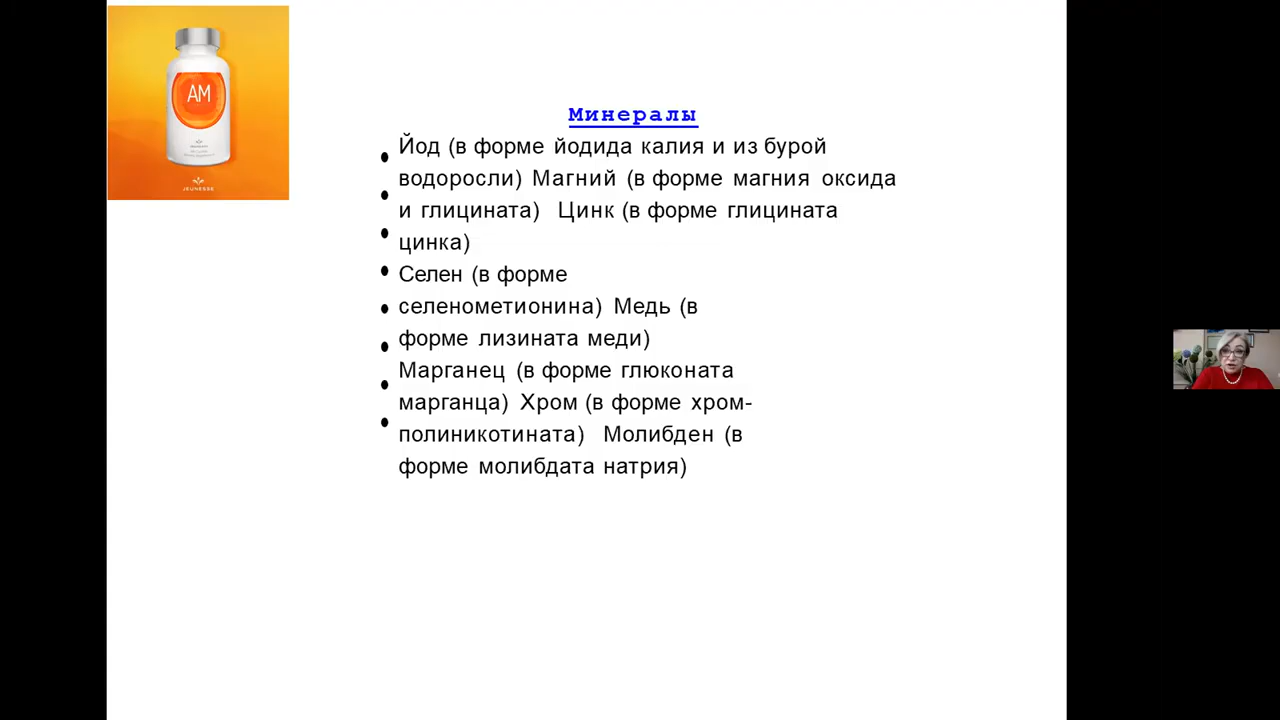 AM
JEUNESSE
Минералы
Йод (в форме йодида калия и из бурой
водоросли) Магний (в форме магния оксида
и глицината) Цинк (в форме глицината
цинка)
Селен (в форме
селенометионина) Медь (в
форме лизината меди)
Марганец (в форме глюконата
марганца) Хром (в форме хром-
полиникотината) Молибден (в
форме молибдата натрия)